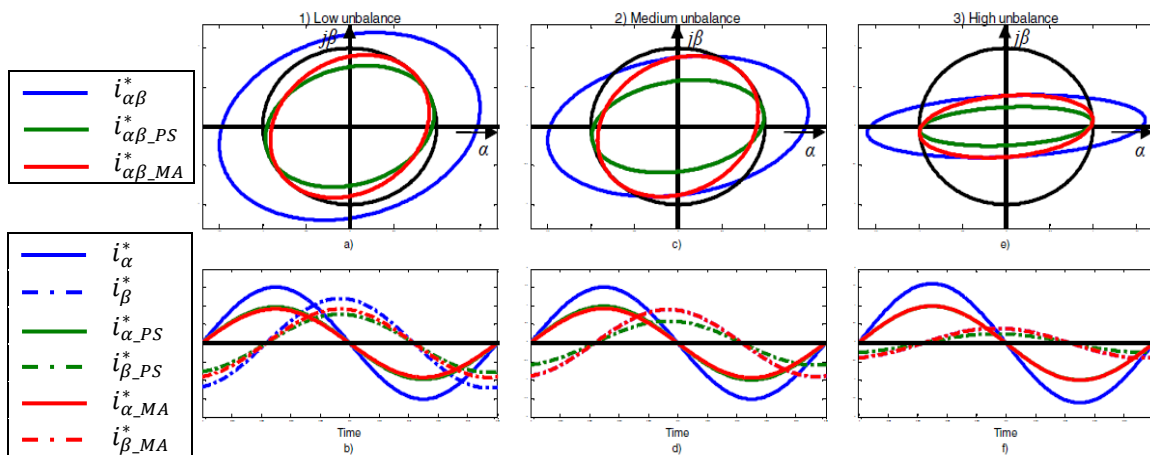 1) Low unbalance
2) Medium unbalance
3) High unbalance
jβ
jβ
jβ
i*αβ
i*αβ_PS
i*αβ_MA
α
α
α
a)
c)
e)
i*α
i*β
i*α_PS
i*β_PS
i*α_MA
i*β_MA
Time
Time
Time
b)
d)
f)